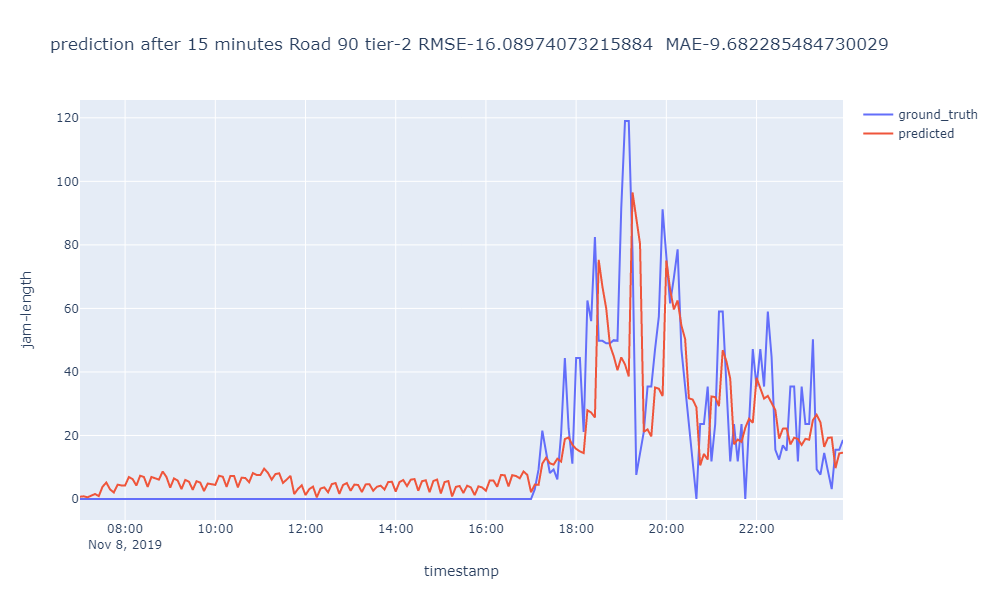 prediction after 15 minutes Road 90 tier-2 RMSE-16.08974073215884  MAE-9.682285484730029
ground_truth
predicted
120
100
80
60
40
20
0
jam-length
08:00 10:00 12:00 14:00 16:00 18:00 20:00 22:00
Nov 8, 2019
timestamp